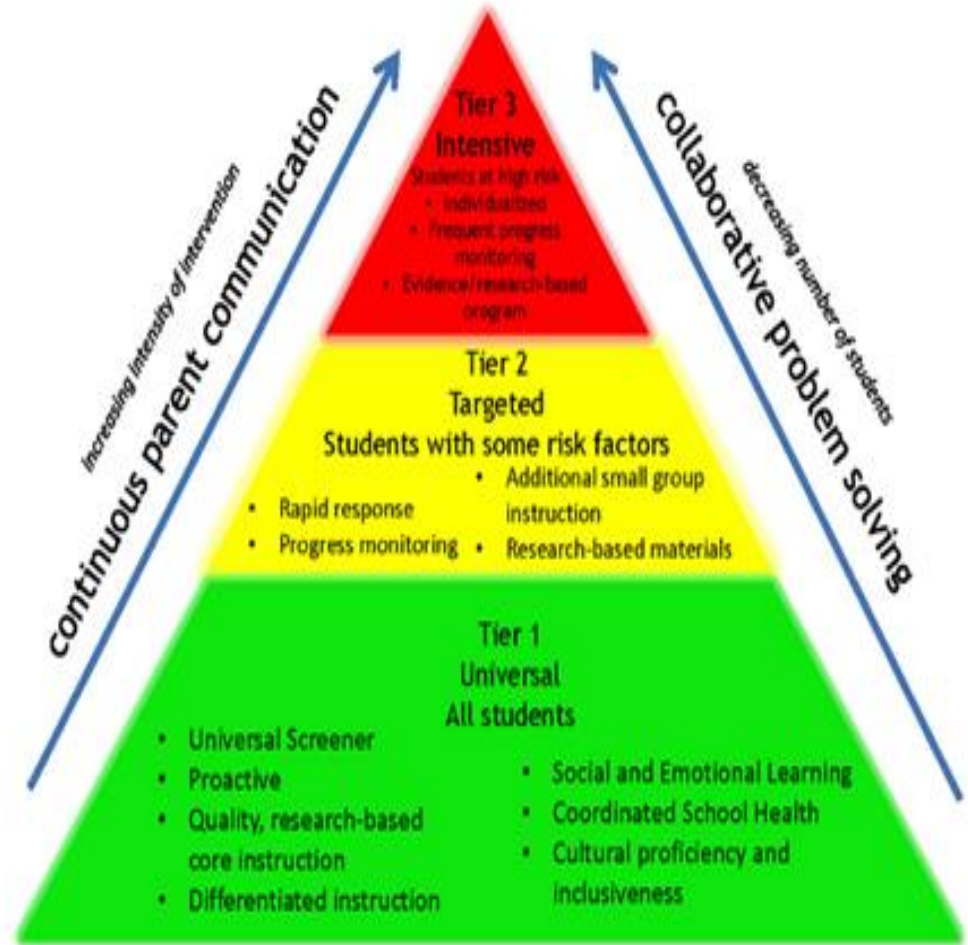 continuous parent communication
Increasing intensity of intervention
collaborative problem solving
decreasing number of students
Tier 3
Intensive
Students at high risk
• Individualized
• Frequent progress
monitoring
• Evidence/research-based
program
Tier 2
Targeted
Students with some risk factors
• Rapid response
• Progress monitoring
• Additional small group
instruction
• Research-based materials
Tier 1
Universal
All students
• Universal Screener
• Proactive
• Quality, research-based
core instruction
• Differentiated instruction
• Social and Emotional Learning
• Coordinated School Health
• Cultural proficiency and
inclusiveness